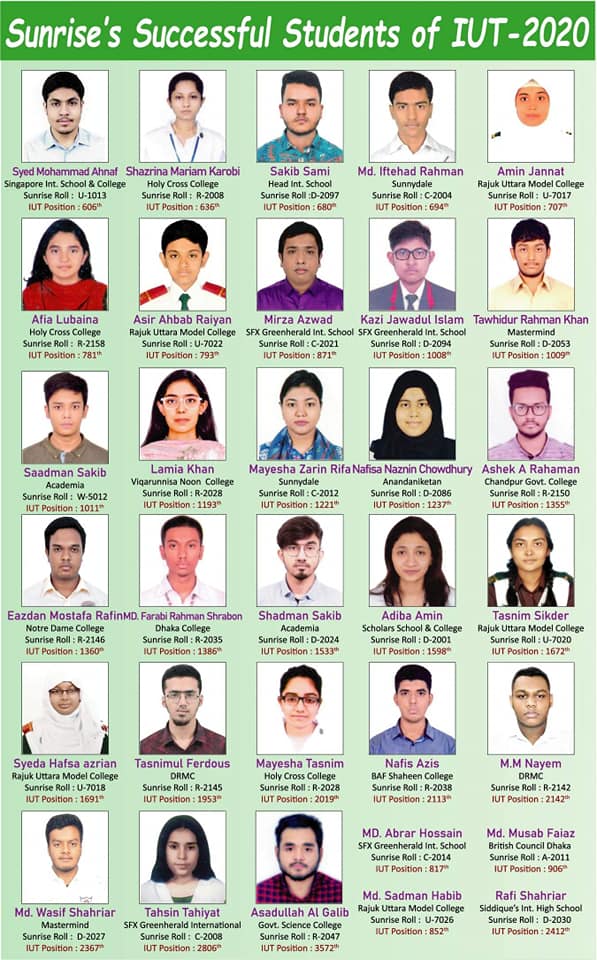 Sunrise's Successful Students of IUT-2020
Syed Mohammad Ahnaf
Singapore Int. School & College
Sunrise Roll : U-1013
IUT Position : 606th
Shazrina Mariam Karobi
Holy Cross College
Sunrise Roll : R-2008
IUT Position : 636th
Sakib Sami
Head Int. School
Sunrise Roll :D-2097
IUT Position : 680th
Md. Iftehad Rahman
Sunnydale
Sunrise Roll : C-2004
IUT Position : 694th
Amin Jannat
Rajuk Uttara Model College
Sunrise Roll : U-7017
IUT Position : 707th
Afia Lubaina
Holy Cross College
Sunrise Roll : R-2158
IUT Position : 781th
Asir Ahbab Raiyan
Rajuk Uttara Model College
Sunrise Roll : U-7022
IUT Position : 793th
Mirza Azwad
SFX Greenherald Int. School
Sunrise Roll : C-2021
IUT Position : 871th
Kazi Jawadul Islam
SFX Greenherald Int. School
Sunrise Roll : D-2094
IUT Position : 1008th
Tawhidur Rahman Khan
Mastermind
Sunrise Roll : D-2053
IUT Position : 1009th
Saadman Sakib
Academia
Sunrise Roll : W-5012
IUT Position : 1011th
Lamia Khan
Viqarunnisa Noon College
Sunrise Roll : R-2028
IUT Position : 1193th
Mayesha Zarin Rifa
Sunnydale
Sunrise Roll : C-2012
IUT Position : 1221th
Nafisa Naznin Chowdhury
Anandaniketan
Sunrise Roll : D-2086
IUT Position : 1237th
Ashek A Rahaman
Chandpur Govt. College
Sunrise Roll : R-2150
IUT Position : 1355th
Eazdan Mostafa Rafin
Notre Dame College
Sunrise Roll : R-2146
IUT Position : 1360th
MD. Farabi Rahman Shrabon
Dhaka College
Sunrise Roll : R-2035
IUT Position : 1386th
Shadman Sakib
Academia
Sunrise Roll : D-2024
IUT Position : 1533th
Adiba Amin
Scholars School & College
Sunrise Roll : D-2001
IUT Position : 1598th
Tasnim Sikder
Rajuk Uttara Model College
Sunrise Roll : U-7020
IUT Position : 1672th
Syeda Hafsa azrian
Rajuk Uttara Model College
Sunrise Roll : U-7018
IUT Position : 1691th
Tasnimul Ferdous
DRMC
Sunrise Roll : R-2145
IUT Position : 1953th
Mayesha Tasnim
Holy Cross College
Sunrise Roll : R-2028
IUT Position : 2019th
Nafis Azis
BAF Shaheen College
Sunrise Roll : R-2038
IUT Position : 2113th
M.M Nayem
DRMC
Sunrise Roll : R-2142
IUT Position : 2142th
Md. Wasif Shahriar
Mastermind
Sunrise Roll : D-2027
IUT Position : 2367th
Tahsin Tahiyat
SFX Greenherald International
Sunrise Roll : C-2008
IUT Position : 2806th
Asadullah Al Galib
Govt. Science College
Sunrise Roll : R-2047
IUT Position : 3572th
MD. Abrar Hossain
SFX Greenherald Int. School
Sunrise Roll : C-2014
IUT Position : 817th
Md. Musab Faiaz
British Council Dhaka
Sunrise Roll : A-2011
IUT Position : 906th
Md. Sadman Habib
Rajuk Uttara Model College
Sunrise Roll : U-7026
IUT Position : 852th
Rafi Shahriar
Siddique's Int. High School
Sunrise Roll : D-2030
IUT Position : 2412th